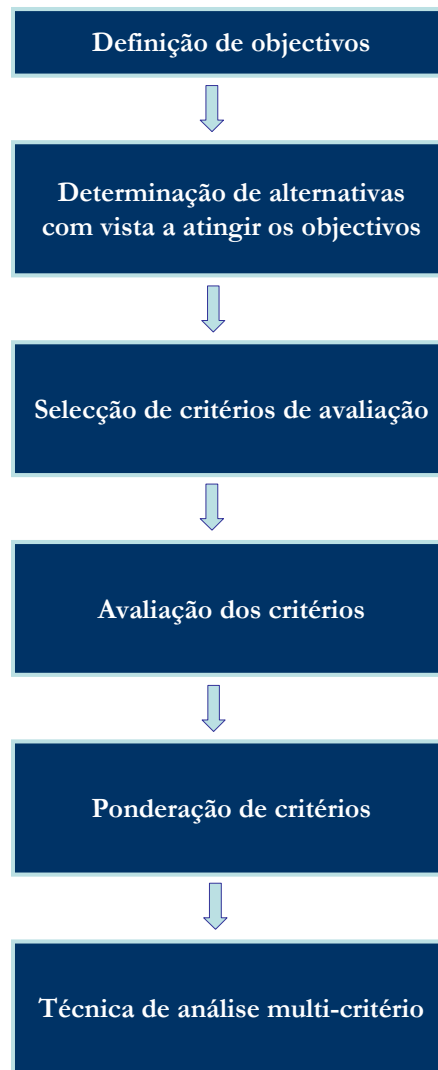 Definição de objectivos
Determinação de alternativas
com vista a atingir os objectivos
Selecção de critérios de avaliação
Avaliação dos critérios
Ponderação de critérios
Técnica de análise multi-critério